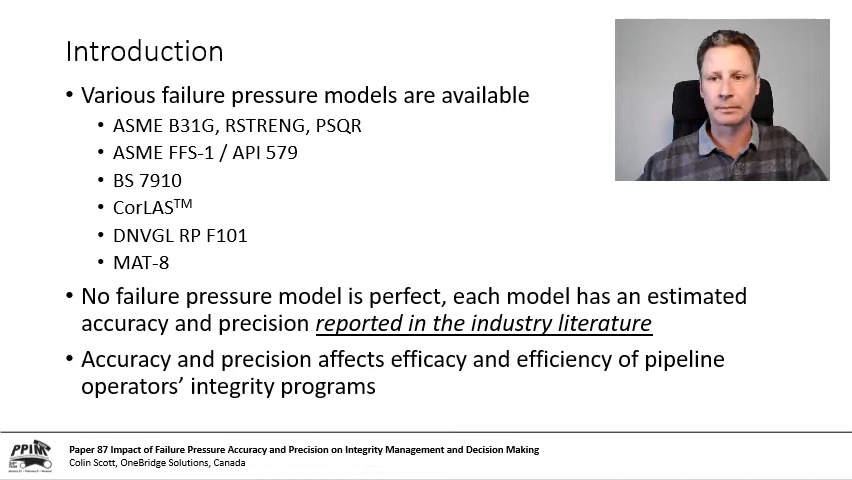 Introduction
• Various failure pressure models are available
• ASME B31G, RSTRENG, PSQR
• ASME FFS-1 / API 579
• BS 7910
• CorLAS™
• DNVGL RP F101
• MAT-8
• No failure pressure model is perfect, each model has an estimated
accuracy and precision reported in the industry literature
• Accuracy and precision affects efficacy and efficiency of pipeline
operators’ integrity programs
PPIM
Paper 87 Impact of Failure Pressure Accuracy and Precision on Integrity Management and Decision Making
Colin Scott, OneBridge Solutions, Canada